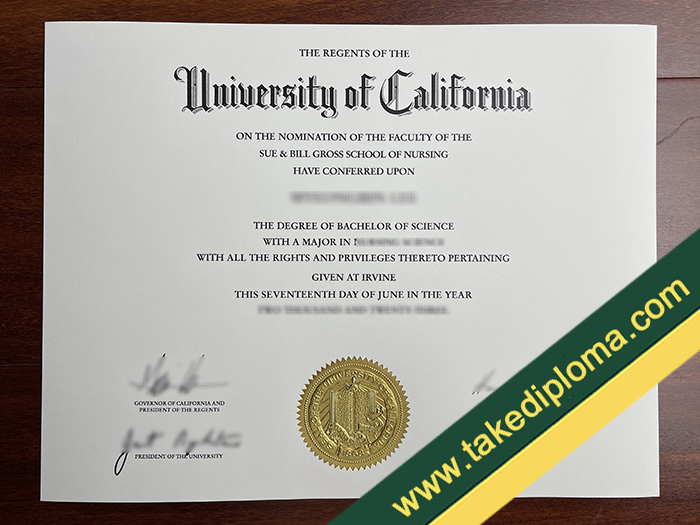 THE REGENTS OF THE
University of California
ON THE NOMINATION OF THE FACULTY OF THE
SUE & BILL GROSS SCHOOL OF NURSING
HAVE CONFERRED UPON
THE DEGREE OF BACHELOR OF SCIENCE
WITH A MAJOR IN
WITH ALL THE RIGHTS AND PRIVILEGES THERETO PERTAINING
GIVEN AT IRVINE
THIS SEVENTEENTH DAY OF JUNE IN THE YEAR
GOVERNOR OF CALIFORNIA AND
PRESIDENT OF THE REGENTS
PRESIDENT OF THE UNIVERSITY
www.takediploma.com